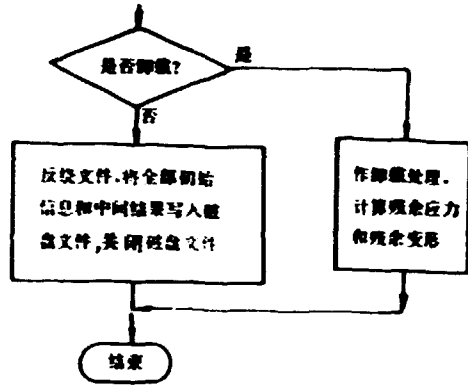 是否卸载?
是
否
反绕文件.将全部初始
信息和中间结果写入磁
盘文件,关闭磁盘文件
作卸载处理.
计算残余应力
和残余变形
结束